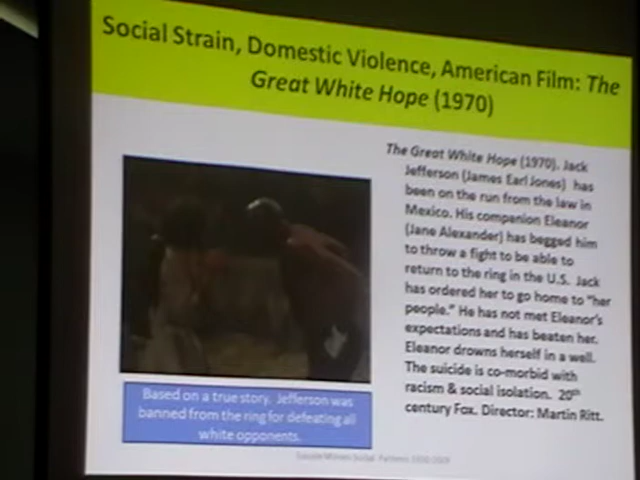 Social Strain, Domestic Violence, American Film: The
Great White Hope (1970)
The Great White Hope (1970). Jack
Jefferson (James Earl Jones) has
been on the run from the law in
Mexico. His companion Eleanor
(Jane Alexander) has begged him
to throw a fight to be able to
return to the ring in the U.S. Jack
has ordered her to go home to "her
people." He has not met Eleanor's
expectations and has beaten her.
Eleanor drowns herself in a well.
The suicide is co-morbid with
racism & social isolation. 20th
century Fox. Director: Martin Ritt.
Based on a true story. Jefferson was
banned from the ring for defeating all
white opponents.